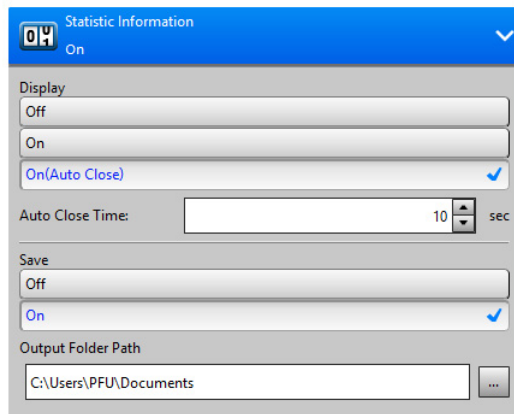 Statistic Information
On
Display
Off
On
On(Auto Close)
Auto Close Time: 10 sec
Save
Off
On
Output Folder Path
C:\Users\PFU\Documents ...